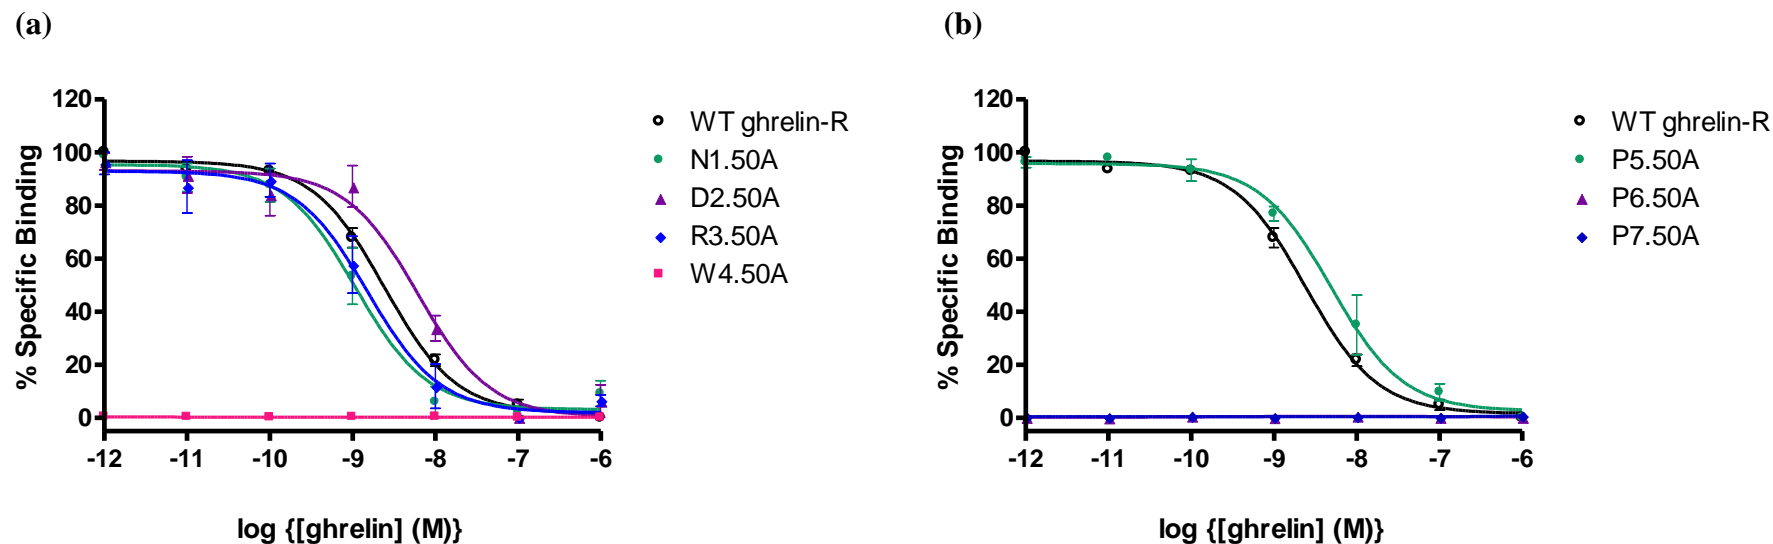 (a)
120
100
80
60
40
20
0
% Specific Binding
-12 -11 -10 -9 -8 -7 -6
log {[ghrelin] (M)}
WT ghrelin-R
N1.50A
D2.50A
R3.50A
W4.50A
(b)
120
100
80
60
40
20
0
% Specific Binding
-12 -11 -10 -9 -8 -7 -6
log {[ghrelin] (M)}
WT ghrelin-R
P5.50A
P6.50A
P7.50A